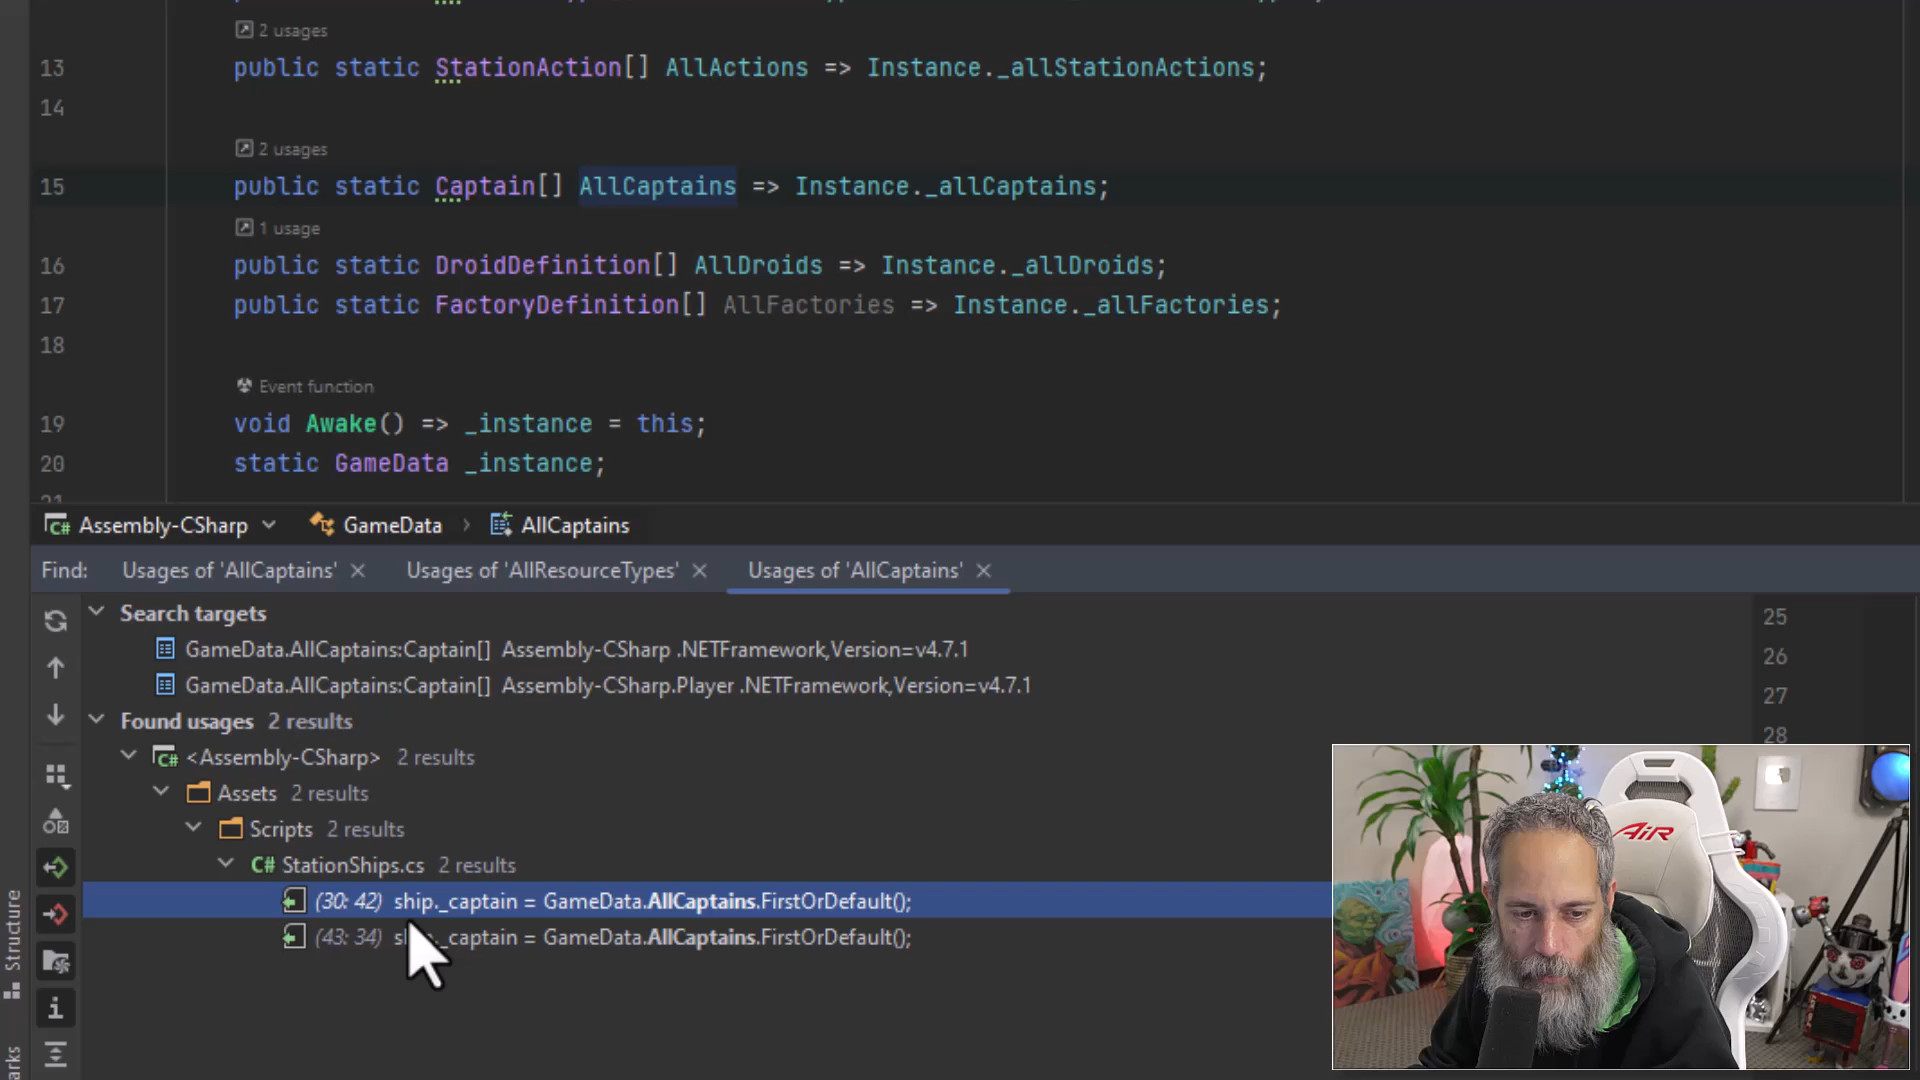 2 usages
13 public static StationAction[] AllActions => Instance._allStationActions;
14
2 usages
15 public static Captain[] AllCaptains => Instance._allCaptains;
1 usage
16 public static DroidDefinition[] AllDroids => Instance._allDroids;
17 public static FactoryDefinition[] AllFactories => Instance._allFactories;
18
Event function
19 void Awake() => _instance = this;
20 static GameData _instance;
21
C# Assembly-CSharp GameData > AllCaptains
Find: Usages of 'AllCaptains' Usages of 'AllResourceTypes' Usages of 'AllCaptains'
Search targets
25
GameData.AllCaptains:Captain[] Assembly-CSharp .NETFramework,Version=v4.7.1
26
GameData.AllCaptains:Captain[] Assembly-CSharp.Player .NETFramework,Version=v4.7.1
27
Found usages 2 results
28
C# <Assembly-CSharp> 2 results
Assets 2 results
Scripts 2 results
C# StationShips.cs 2 results
(30: 42) ship._captain = GameData.AllCaptains.FirstOrDefault();
(43: 34) _captain = GameData.AllCaptains.FirstOrDefault();
Structure
AIR